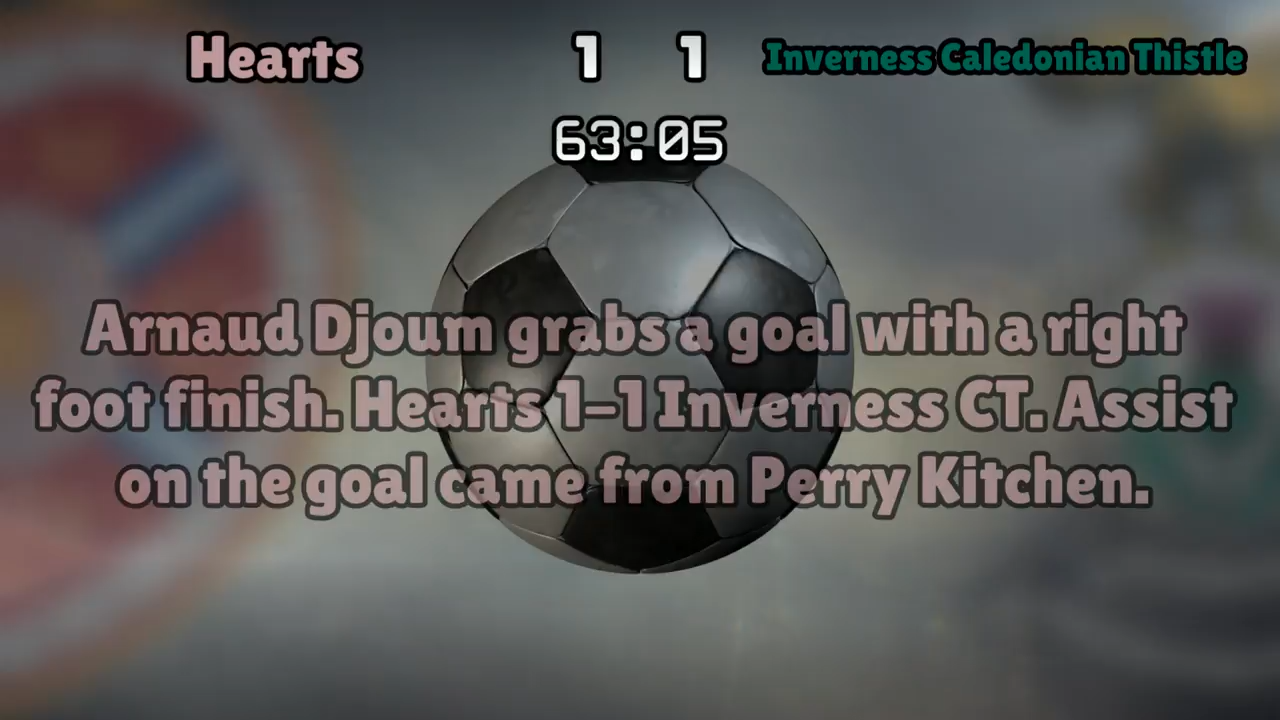 Hearts 1 1 Inverness Caledonian Thistle
63:05
Arnaud Djoum grabs a goal with a right
foot finish. Hearts 1-1 Inverness CT. Assist
on the goal came from Perry Kitchen.